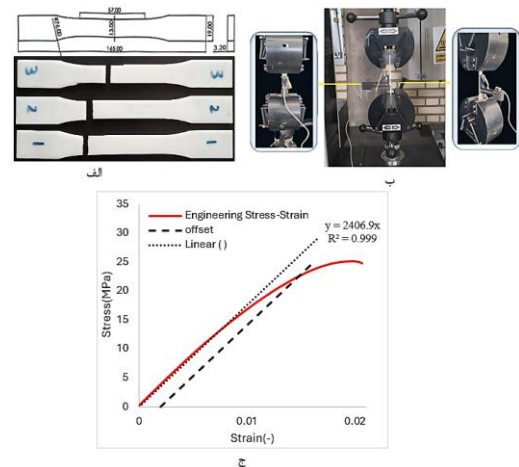 57.00
R76.00
13.00
19.00
165.00
3.20
3
3
2
2
1
1
الف
ب
35
30
25
20
15
10
5
0
Stress(MPa)
Engineering Stress-Strain
offset
Linear ( )
y = 2406.9x
R² = 0.999
0
0.01
0.02
Strain(-)
ج